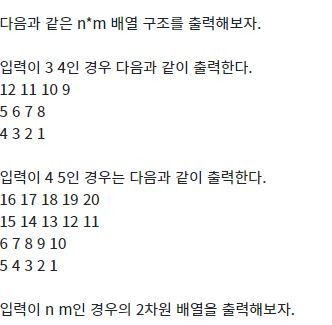 다음과 같은 n*m 배열 구조를 출력해보자.
입력이 3 4인 경우 다음과 같이 출력한다.
12 11 10 9
5 6 7 8
4 3 2 1
입력이 4 5인 경우는 다음과 같이 출력한다.
16 17 18 19 20
15 14 13 12 11
6 7 8 9 10
5 4 3 2 1
입력이 n m인 경우의 2차원 배열을 출력해보자.